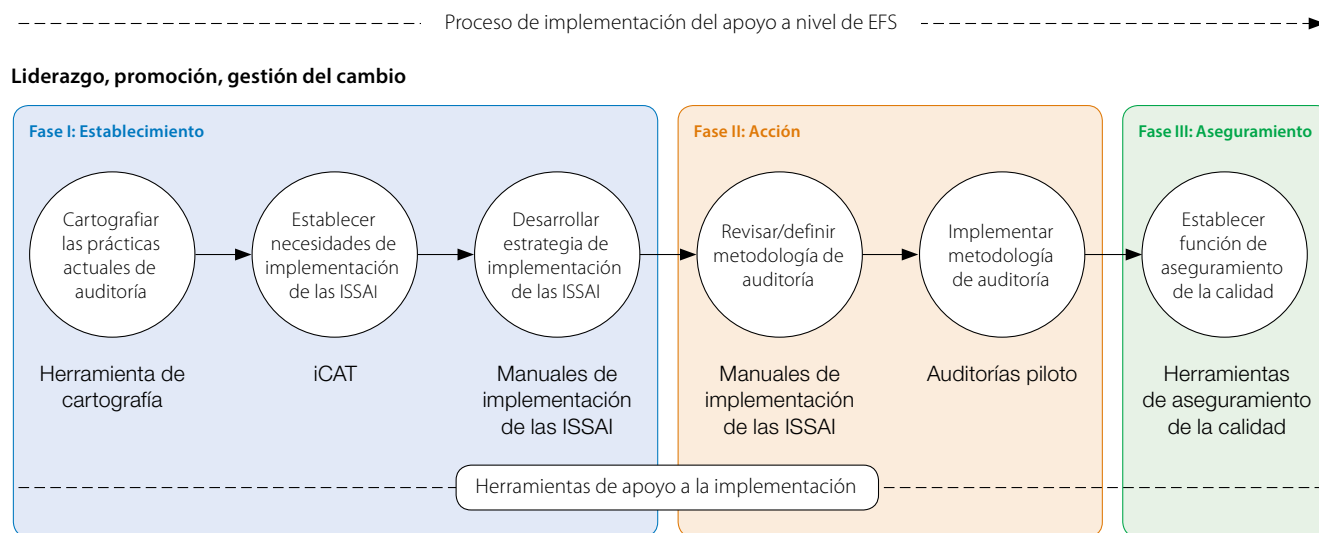 Proceso de implementación del apoyo a nivel de EFS
Liderazgo, promoción, gestión del cambio
Fase I: Establecimiento
Cartografiar
las prácticas
actuales de
auditoría
Establecer
necesidades de
implementación
de las ISSAI
Desarrollar
estrategia de
implementación
de las ISSAI
Herramienta de
cartografía
iCAT
Manuales de
implementación
de las ISSAI
Fase II: Acción
Revisar/definir
metodología de
auditoría
Implementar
metodología
de auditoría
Manuales de
implementación
de las ISSAI
Auditorías piloto
Fase III: Aseguramiento
Establecer
función de
aseguramiento
de la calidad
Herramientas
de aseguramiento
de la calidad
Herramientas de apoyo a la implementación